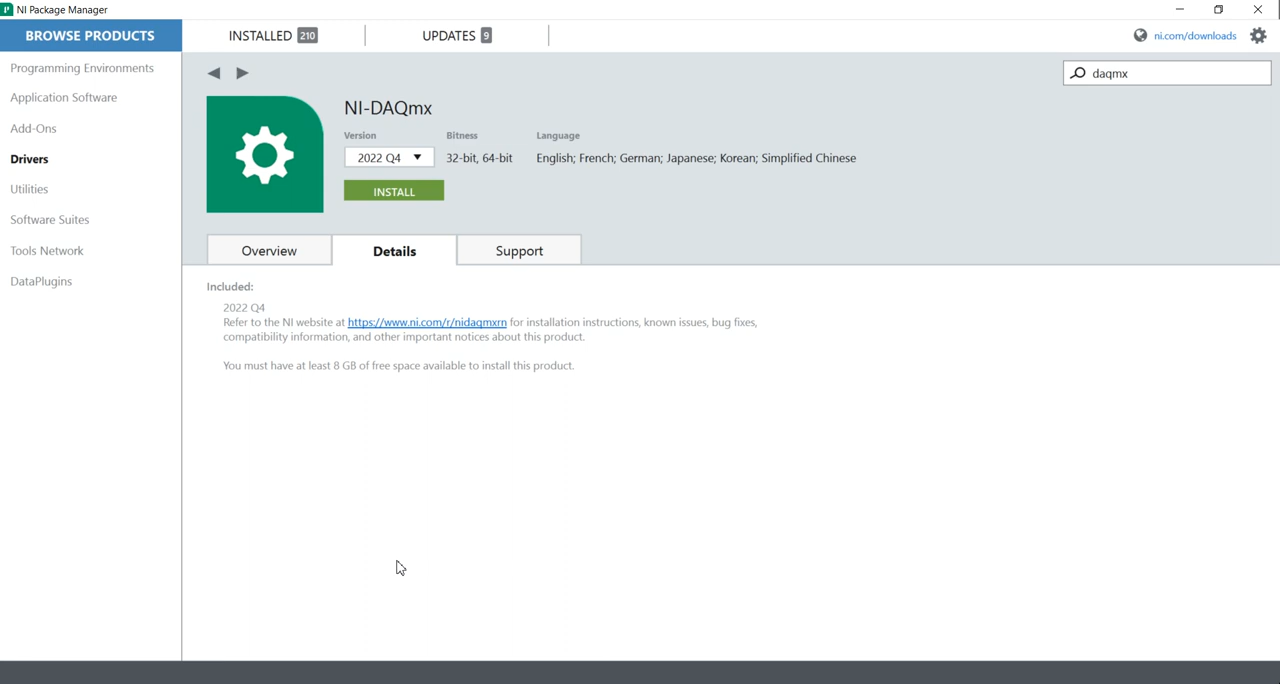 NI Package Manager
BROWSE PRODUCTS
INSTALLED 210
UPDATES 9
ni.com/downloads
Programming Environments
Application Software
Add-Ons
Drivers
Utilities
Software Suites
Tools Network
DataPlugins
daqmx
NI-DAQmx
Version Bitness Language
2022 Q4 32-bit, 64-bit English; French; German; Japanese; Korean; Simplified Chinese
INSTALL
Overview Details Support
Included:
2022 Q4
Refer to the NI website at https://www.ni.com/r/nidaqmxrn for installation instructions, known issues, bug fixes,
compatibility information, and other important notices about this product.
You must have at least 8 GB of free space available to install this product.